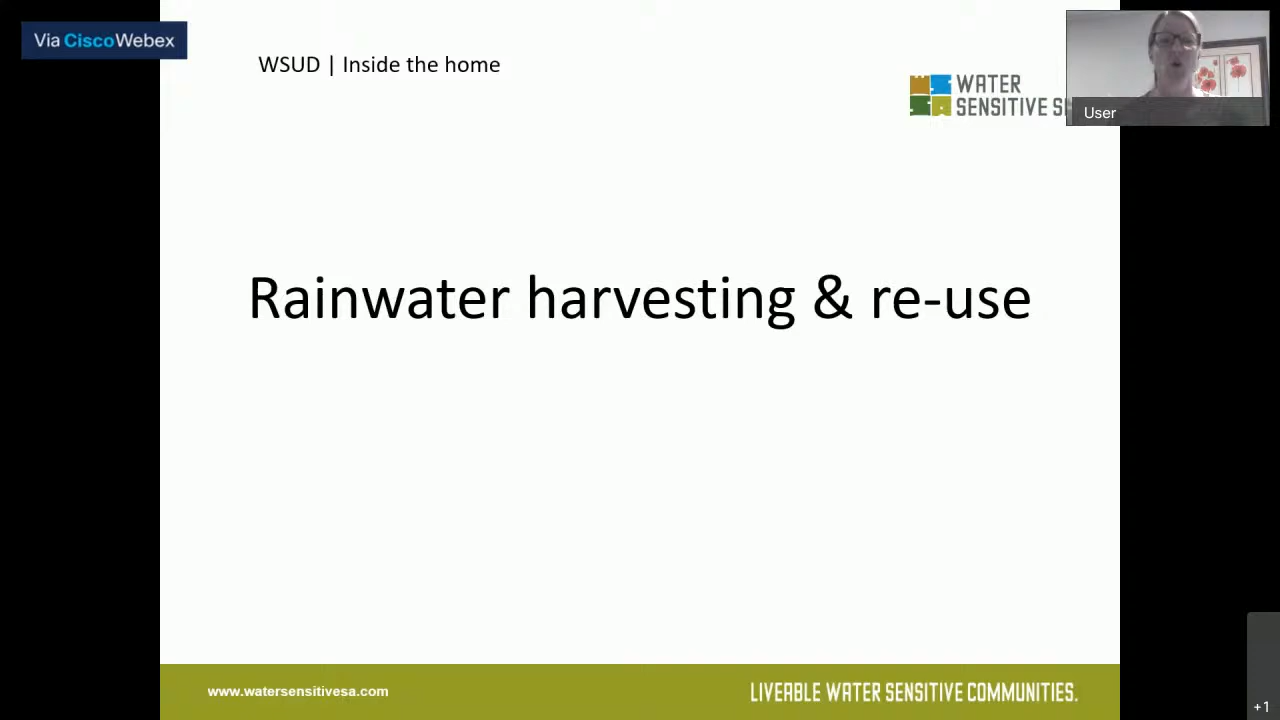 Via CiscoWebex
WSUD | Inside the home
WATER
SENSITIVE
User
Rainwater harvesting & re-use
www.watersensitivesa.com
LIVEABLE WATER SENSITIVE COMMUNITIES.
+1